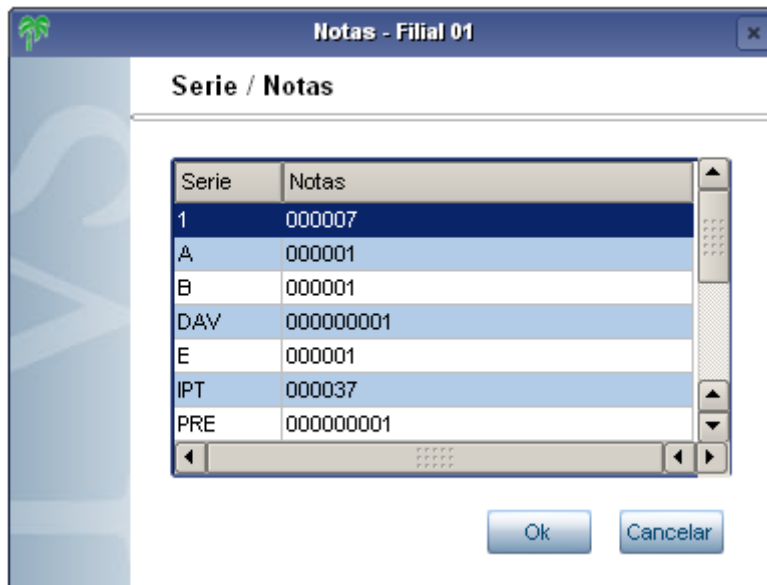 Notas - Filial 01
Serie / Notas
Serie Notas
1 000007
A 000001
B 000001
DAV 000000001
E 000001
IPT 000037
PRE 000000001
Ok Cancelar